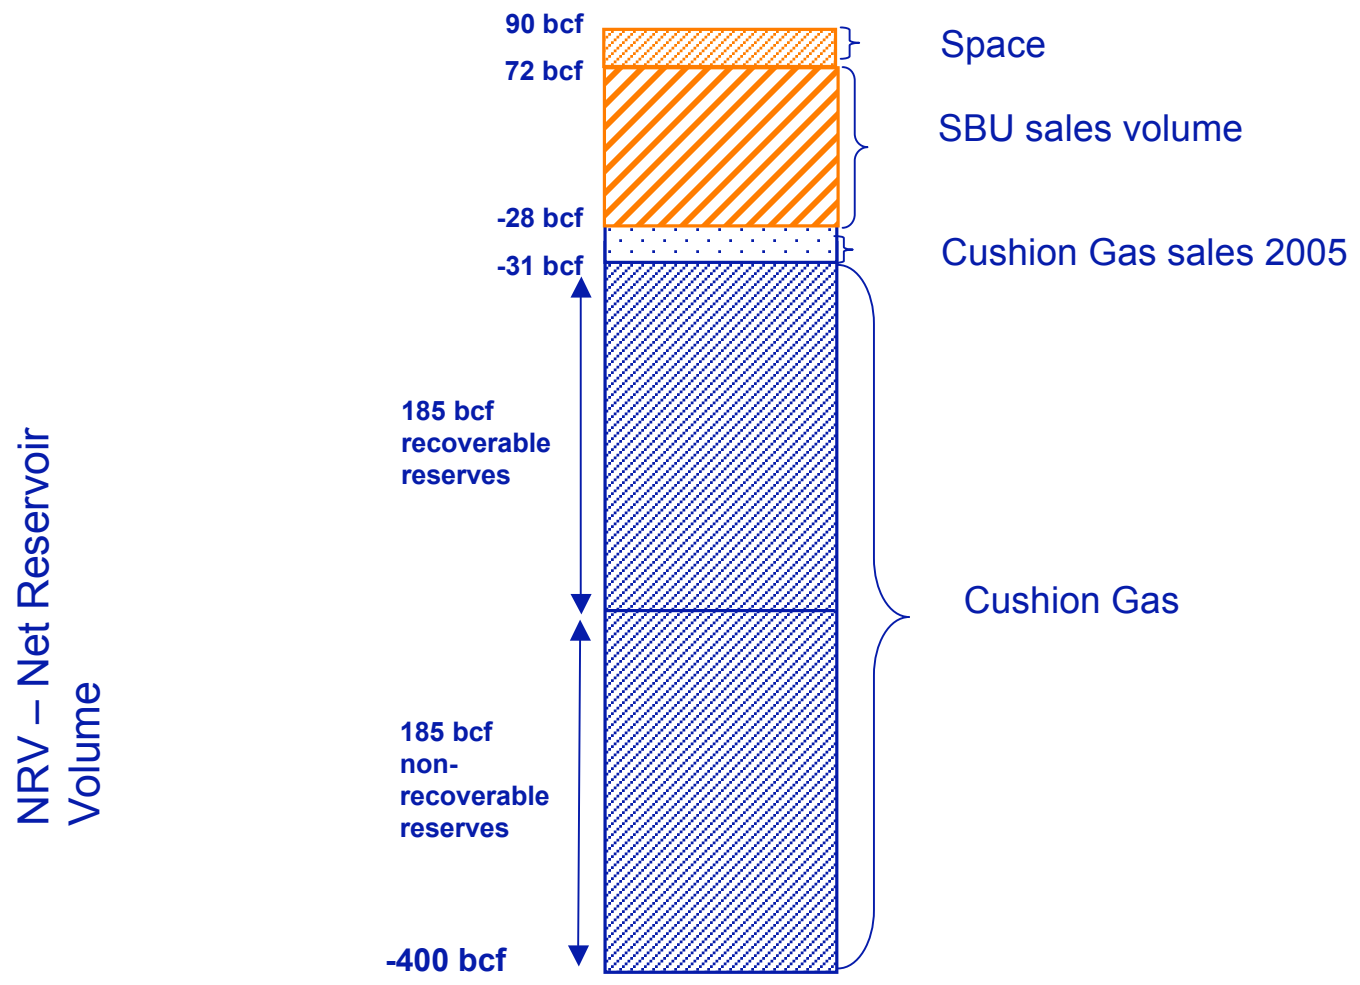 90 bcf
Space
72 bcf
SBU sales volume
-28 bcf
Cushion Gas sales 2005
-31 bcf
185 bcf
recoverable
reserves
NRV – Net Reservoir
Volume
Cushion Gas
185 bcf
non-
recoverable
reserves
-400 bcf